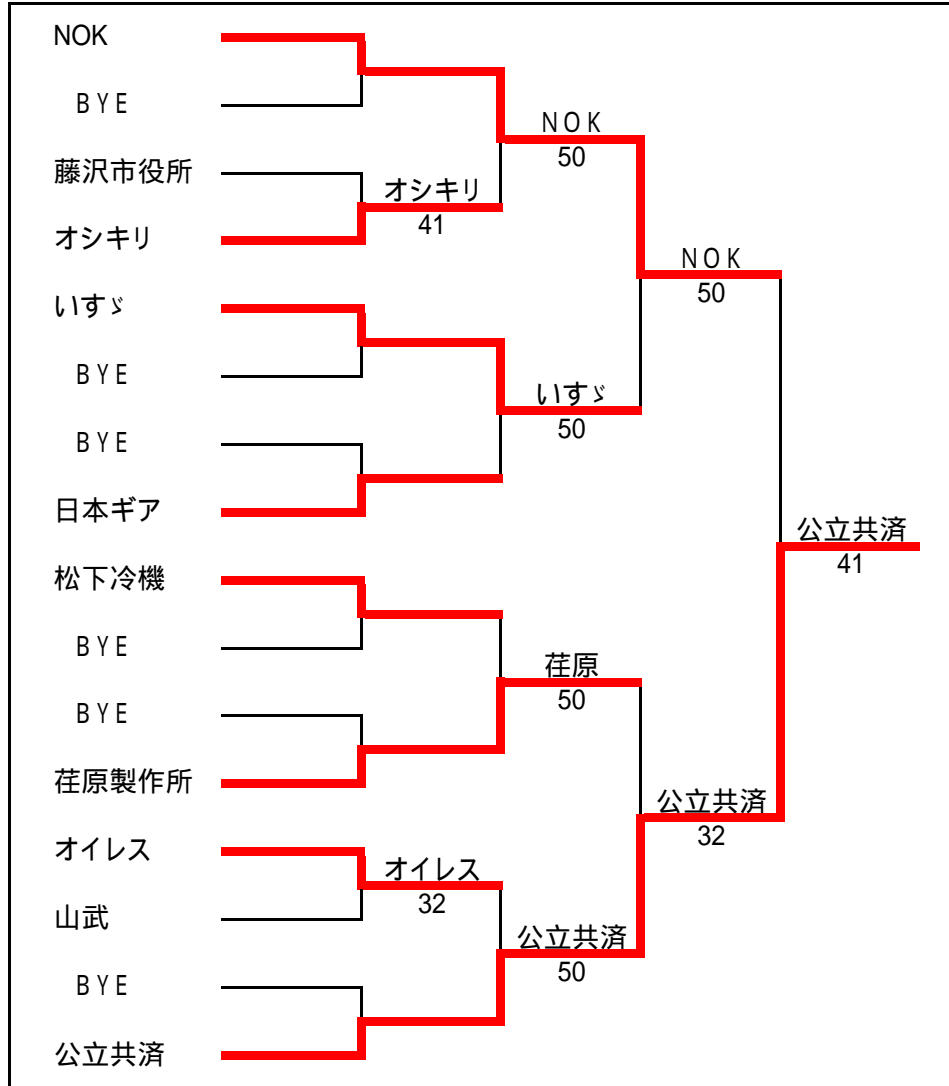 NOK
BYE
藤沢市役所
オシキリ
いすゞ
BYE
BYE
日本ギア
松下冷機
BYE
BYE
荏原製作所
オイレス
山武
BYE
公立共済
オシキリ
41
オイレス
32
NOK
50
いすゞ
50
荏原
50
公立共済
50
NOK
50
公立共済
32
公立共済
41